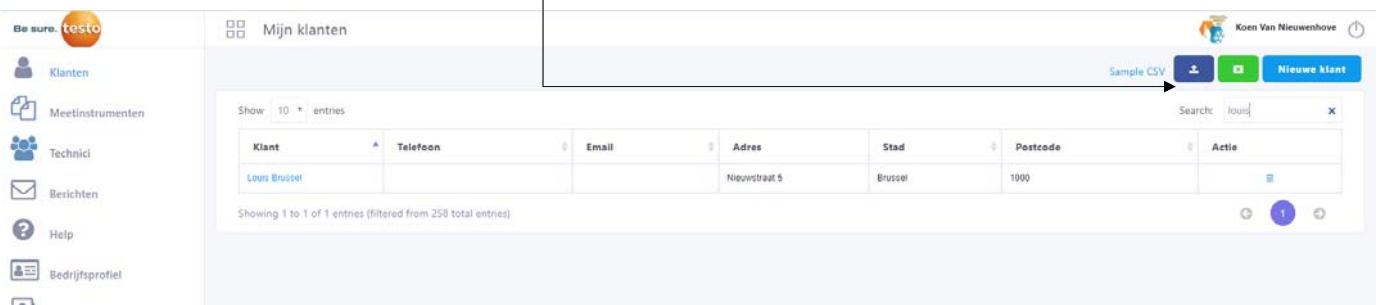 Be sure. testo
Mijn klanten
Koen Van Nieuwenhove
Klanten
Meetinstrumenten
Technici
Berichten
Help
Bedrijfsprofiel
Sample CSV
Nieuwe klant
Show 10 entries
Search: louis x
Klant Telefoon Email Adres Stad Postcode Actie
Louis Brussel Nieuwstraat 5 Brussel 1000
Showing 1 to 1 of 1 entries (filtered from 258 total entries)
1